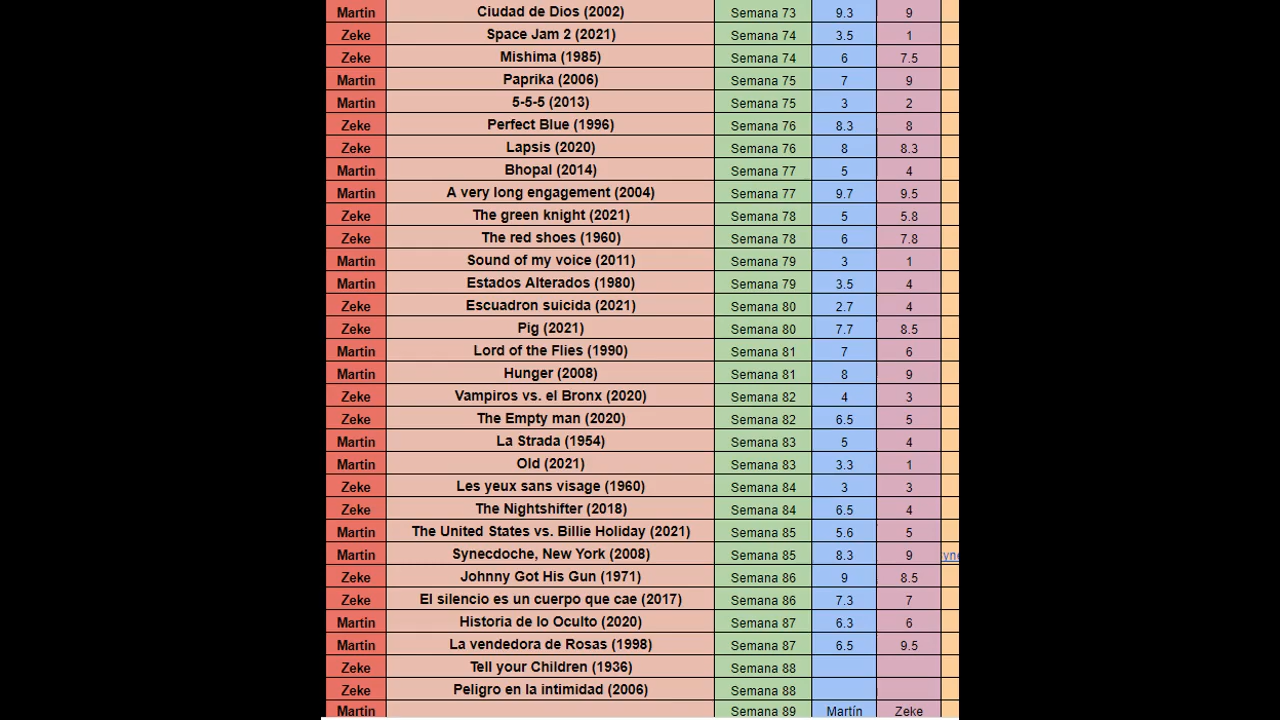 Martin Ciudad de Dios (2002) Semana 73 9.3 9
Zeke Space Jam 2 (2021) Semana 74 3.5 1
Zeke Mishima (1985) Semana 74 6 7.5
Martin Paprika (2006) Semana 75 7 9
Martin 5-5-5 (2013) Semana 75 3 2
Zeke Perfect Blue (1996) Semana 76 8.3 8
Zeke Lapsis (2020) Semana 76 8 8.3
Martin Bhopal (2014) Semana 77 5 4
Martin A very long engagement (2004) Semana 77 9.7 9.5
Zeke The green knight (2021) Semana 78 5 5.8
Zeke The red shoes (1960) Semana 78 6 7.8
Martin Sound of my voice (2011) Semana 79 3 1
Martin Estados Alterados (1980) Semana 79 3.5 4
Zeke Escuadron suicida (2021) Semana 80 2.7 4
Zeke Pig (2021) Semana 80 7.7 8.5
Martin Lord of the Flies (1990) Semana 81 7 6
Martin Hunger (2008) Semana 81 8 9
Zeke Vampiros vs. el Bronx (2020) Semana 82 4 3
Zeke The Empty man (2020) Semana 82 6.5 5
Martin La Strada (1954) Semana 83 5 4
Martin Old (2021) Semana 83 3.3 1
Zeke Les yeux sans visage (1960) Semana 84 3 3
Zeke The Nightshifter (2018) Semana 84 6.5 4
Martin The United States vs. Billie Holiday (2021) Semana 85 5.6 5
Martin Synecdoche, New York (2008) Semana 85 8.3 9
Zeke Johnny Got His Gun (1971) Semana 86 9 8.5
Zeke El silencio es un cuerpo que cae (2017) Semana 86 7.3 7
Martin Historia de lo Oculto (2020) Semana 87 6.3 6
Martin La vendedora de Rosas (1998) Semana 87 6.5 9.5
Zeke Tell your Children (1936) Semana 88
Zeke Peligro en la intimidad (2006) Semana 88
Martin Semana 89 Martín Zeke